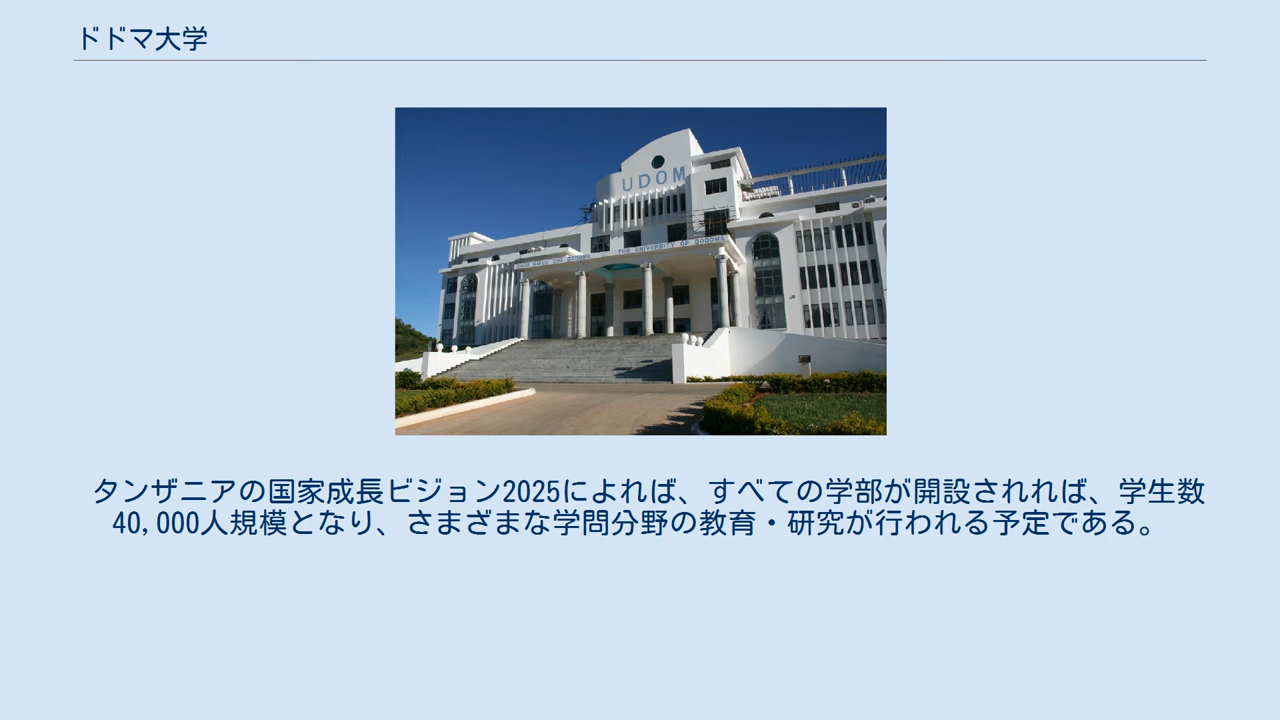 ドドマ大学
UDOM
CHUO KIKUU CHA DODOMA
THE UNIVERSITY OF DODOMA
タンザニアの国家成長ビジョン2025によれば、すべての学部が開設されれば、学生数
40,000人規模となり、さまざまな学問分野の教育・研究が行われる予定である。